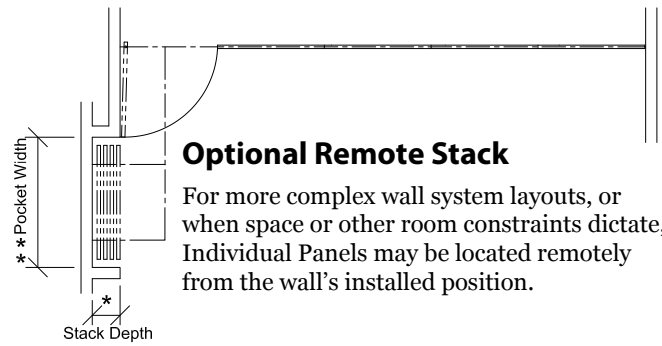 Optional Remote Stack
For more complex wall system layouts, or
when space or other room constraints dictate,
Individual Panels may be located remotely
from the wall's installed position.
**Pocket Width
*
Stack Depth